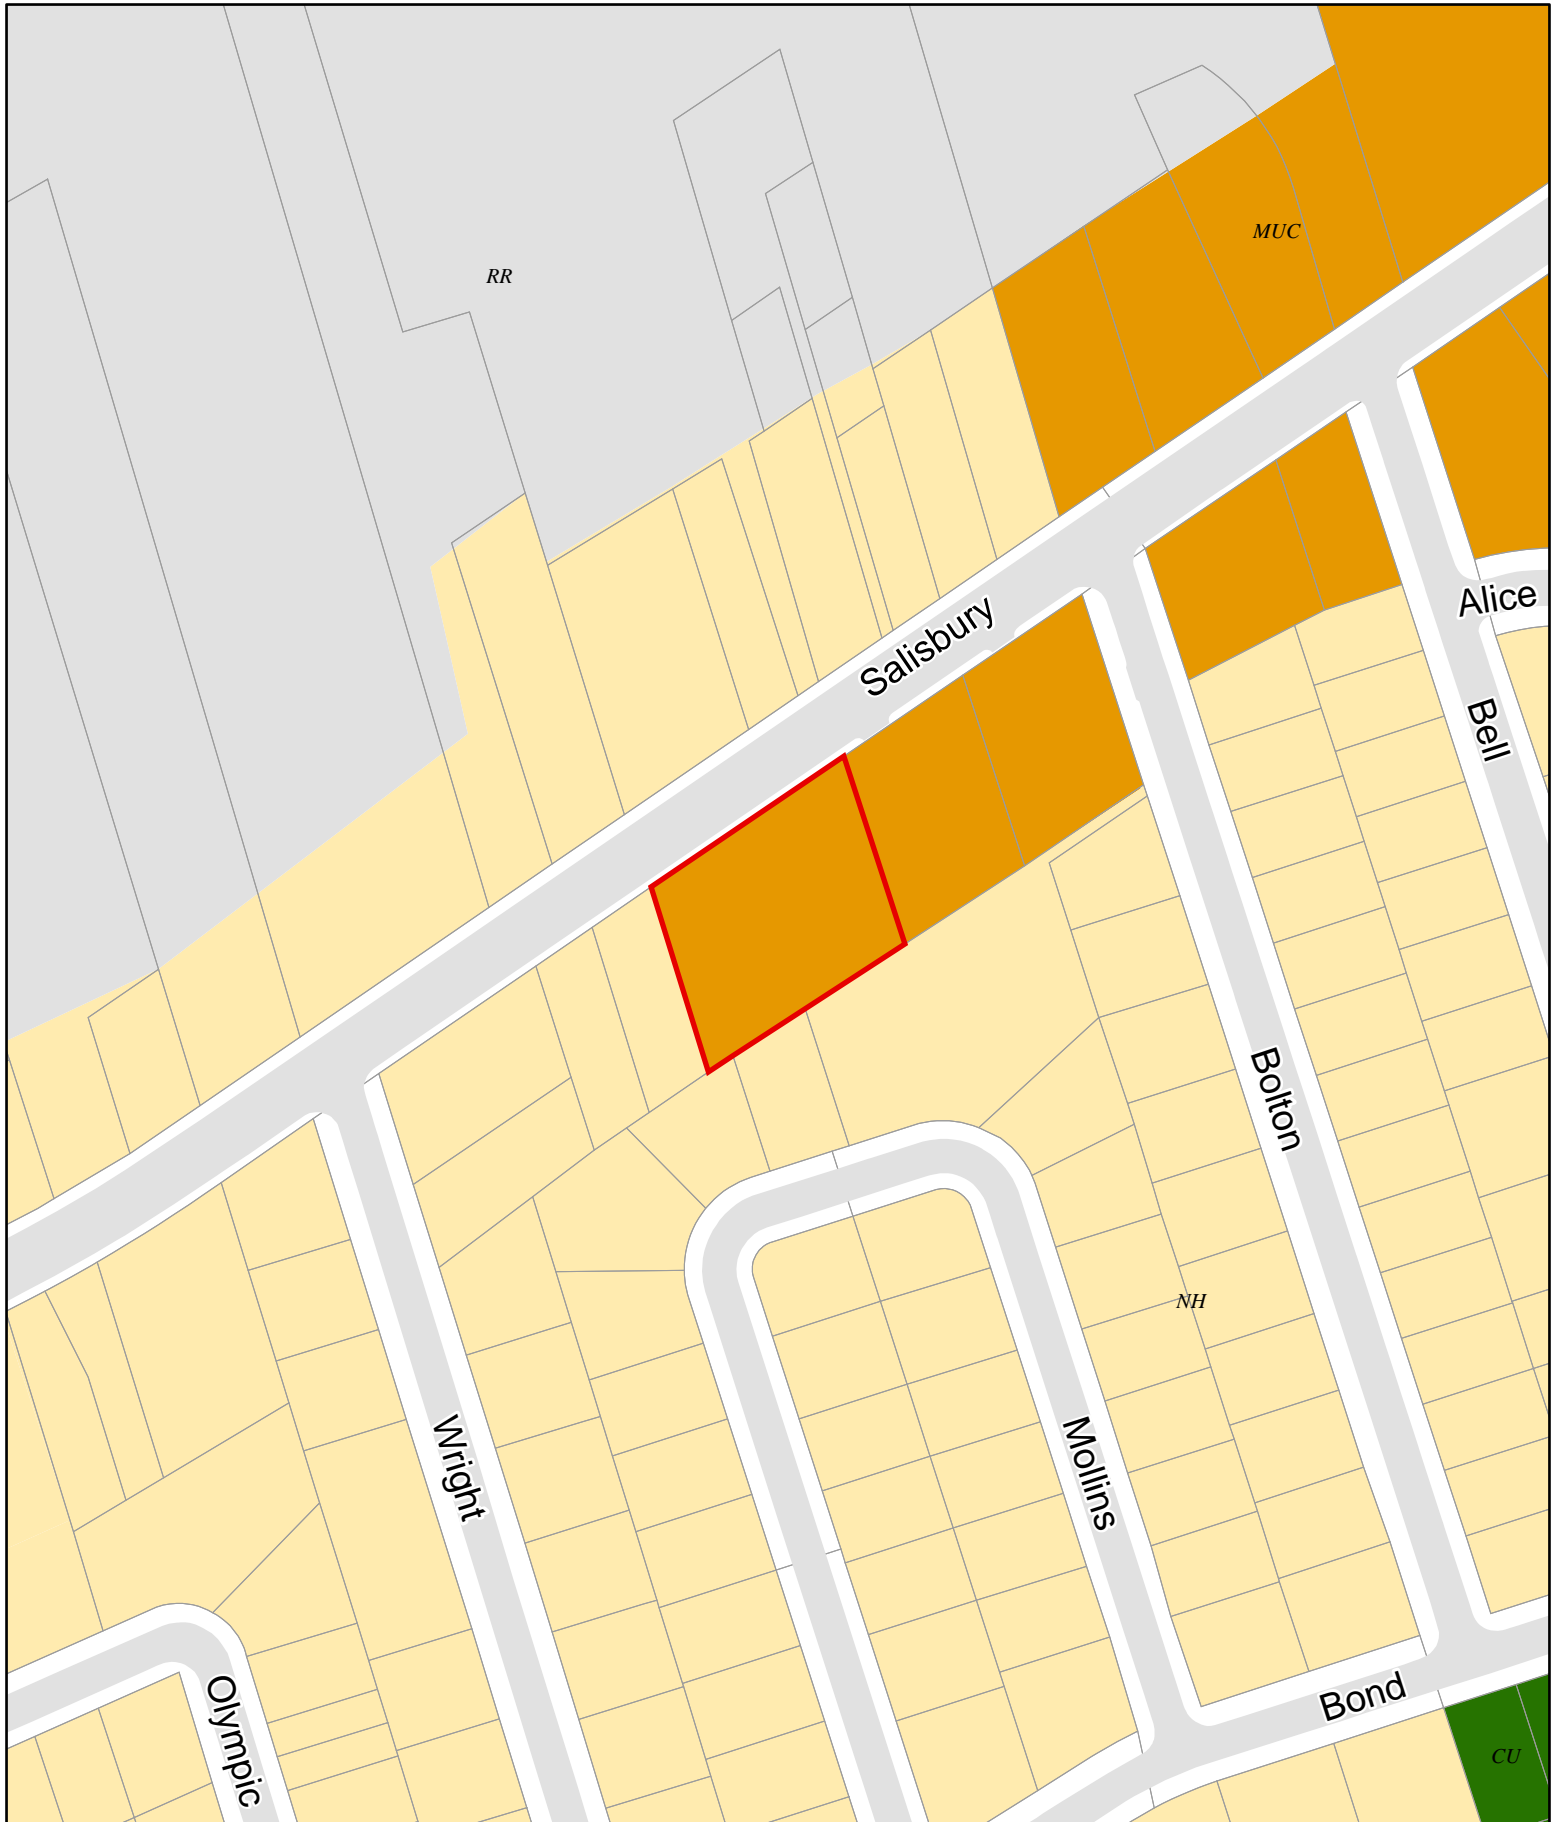 MUC
RR
Salisbury
Alice
Bell
Bolton
NH
Wright
Mollins
Olympic
Bond
CU